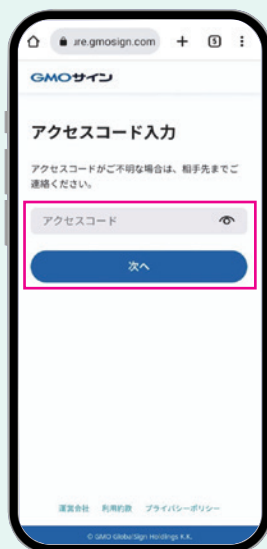 ure.gmosign.com
5
GMOサイン
アクセスコード入力
アクセスコードがご不明な場合は、相手先までご
連絡ください。
アクセスコード
次へ
運営会社 利用約款 プライバシーポリシー
© GMO GlobalSign Holdings K.K.